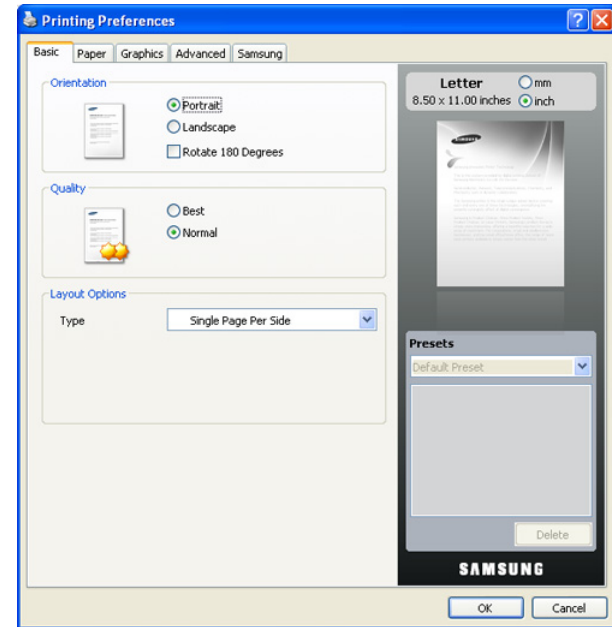 Printing Preferences
Basic
Paper
Graphics
Advanced
Samsung
Orientation
Portrait
Landscape
Rotate 180 Degrees
Quality
Best
Normal
Layout Options
Type
Single Page Per Side
Letter
mm
8.50 x 11.00 inches
inch
SAMSUNG
Presets
Default Preset
Delete
SAMSUNG
OK
Cancel